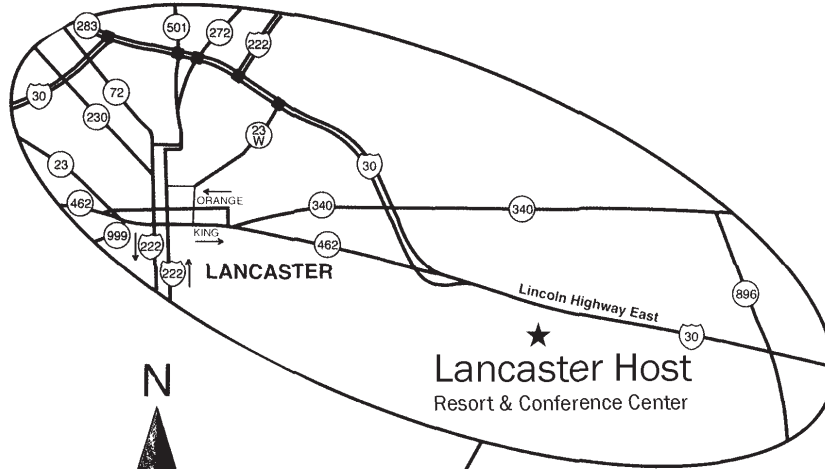 283
501
272
222
30
72
230
23
W
23
30
462
ORANGE
340
340
KING
999
222
462
222
LANCASTER
896
Lincoln Highway East
30
Lancaster Host
Resort & Conference Center
N